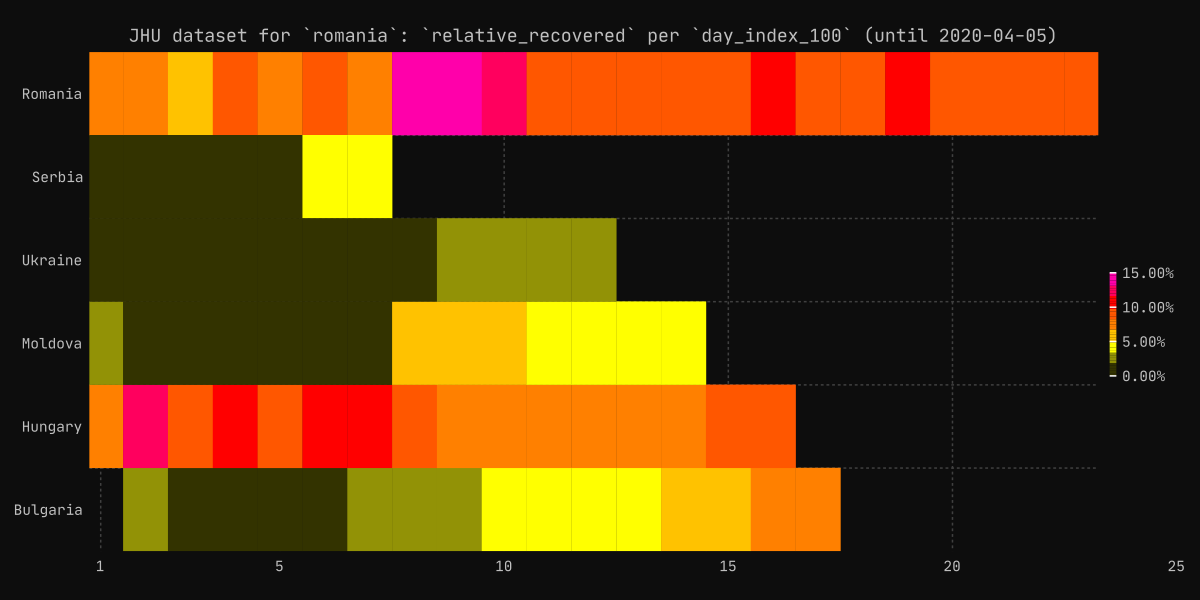 JHU dataset for `romania`: `relative_recovered` per `day_index_100` (until 2020-04-05)
Romania
Serbia
Ukraine
Moldova
Hungary
Bulgaria
15.00%
10.00%
5.00%
0.00%
1 5 10 15 20 25